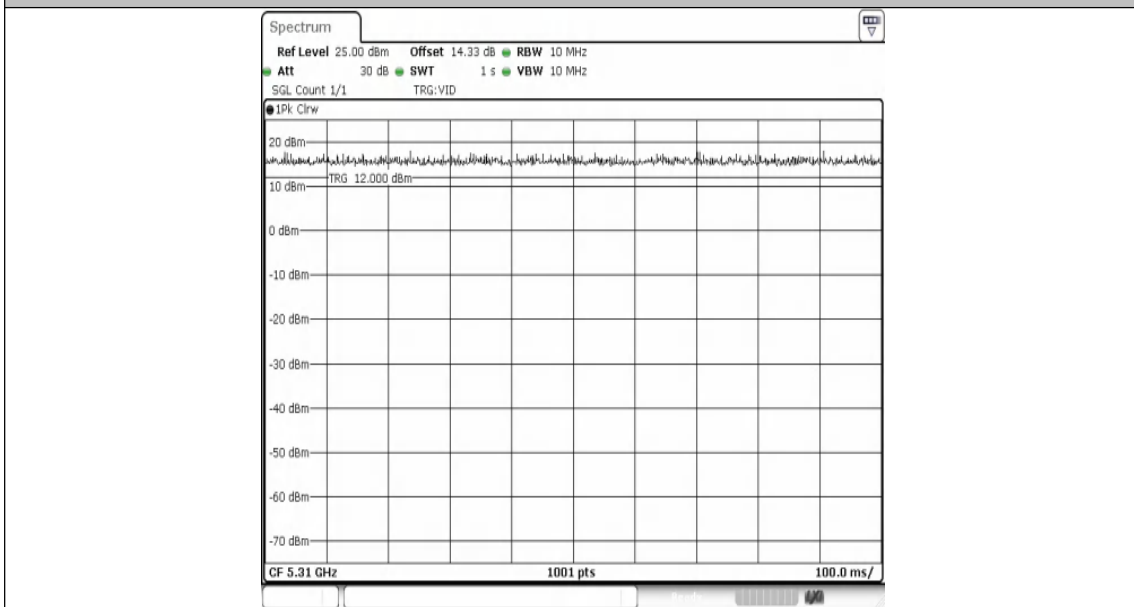 Spectrum
Ref Level 25.00 dBm Offset 14.33 dB RBW 10 MHz
Att 30 dB SWT 1 s VBW 10 MHz
SGL Count 1/1 TRG:VID
1Pk Clrw
20 dBm
TRG 12.000 dBm
10 dBm
0 dBm
-10 dBm
-20 dBm
-30 dBm
-40 dBm
-50 dBm
-60 dBm
-70 dBm
CF 5.31 GHz 1001 pts 100.0 ms/